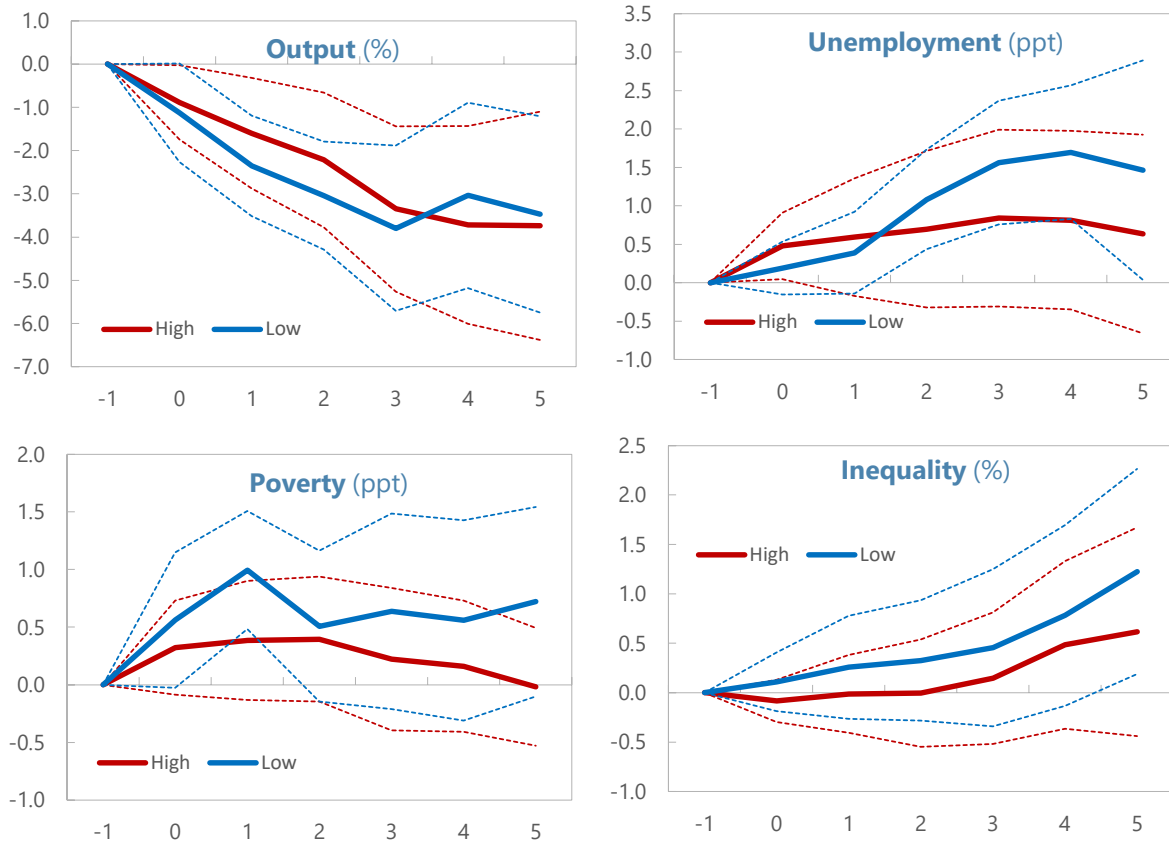 Output (%)
1.0
0.0
-1.0
-2.0
-3.0
-4.0
-5.0
-6.0
-7.0
High
Low
-1 0 1 2 3 4 5
Unemployment (ppt)
3.5
3.0
2.5
2.0
1.5
1.0
0.5
0.0
-0.5
-1.0
High
Low
-1 0 1 2 3 4 5
Poverty (ppt)
2.0
1.5
1.0
0.5
0.0
-0.5
-1.0
High
Low
-1 0 1 2 3 4 5
Inequality (%)
2.5
2.0
1.5
1.0
0.5
0.0
-0.5
-1.0
High
Low
-1 0 1 2 3 4 5